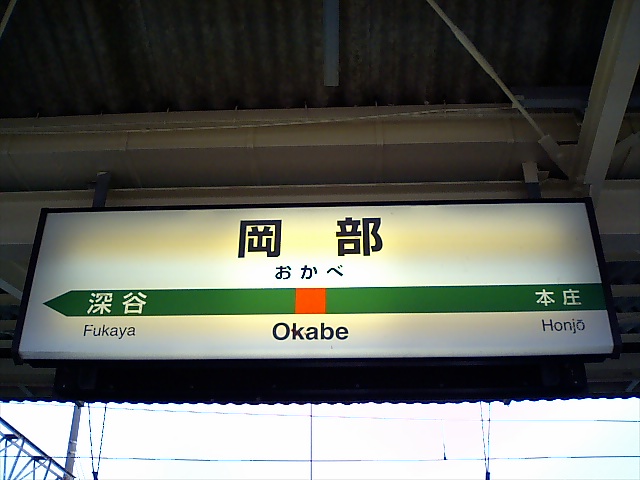 岡部
おかべ
深谷
本庄
Fukaya
Okabe
Honjō